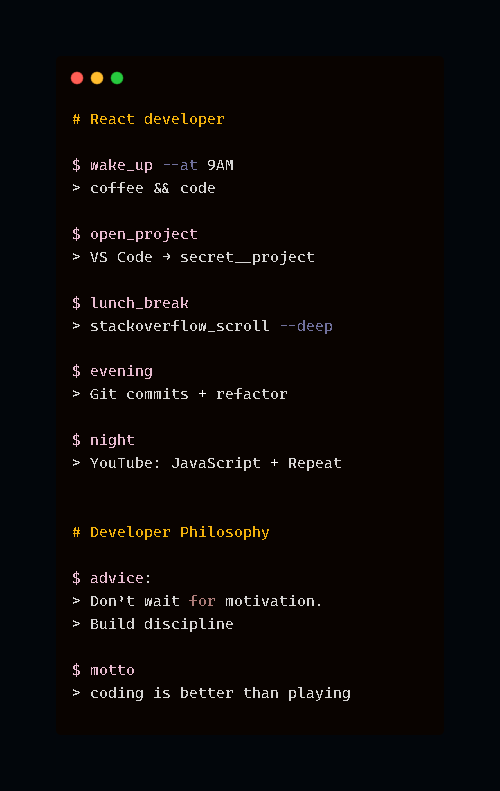 # React developer
$ wake_up --at 9AM
> coffee && code
$ open_project
> VS Code → secret__project
$ lunch_break
> stackoverflow_scroll --deep
$ evening
> Git commits + refactor
$ night
> YouTube: JavaScript + Repeat
# Developer Philosophy
$ advice:
> Don't wait for motivation.
> Build discipline
$ motto
> coding is better than playing